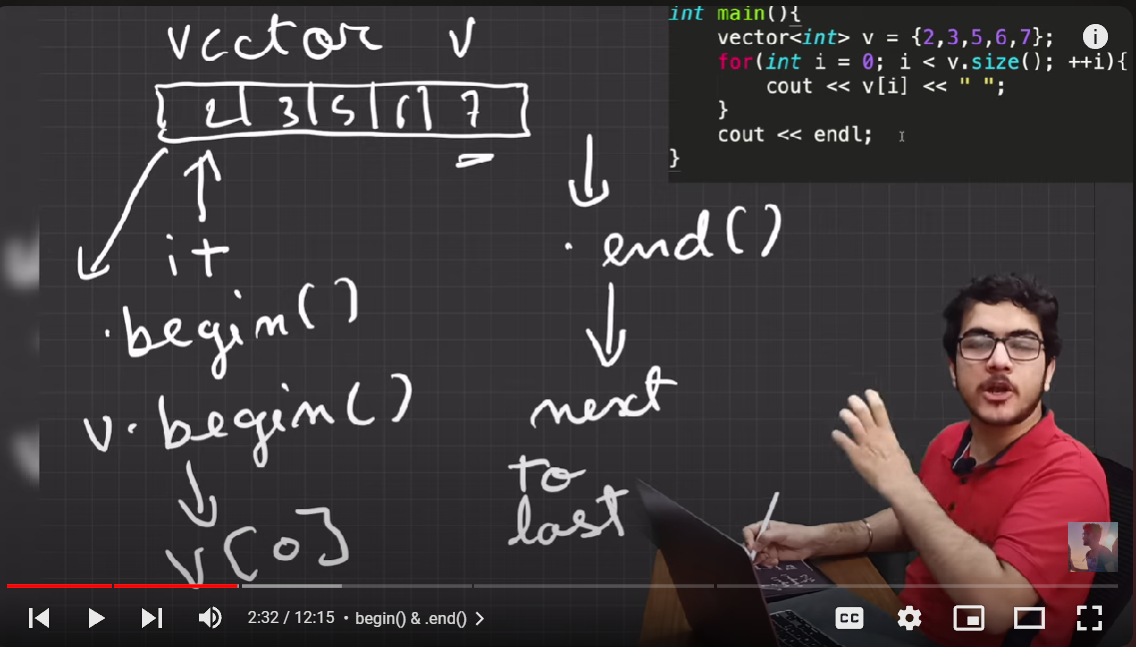 vector v
2 3 5 6 7
it
.begin()
v.begin()
v[0]
.end()
next
to
last
int main(){
vector<int> v = {2,3,5,6,7};
for(int i = 0; i < v.size(); ++i){
cout << v[i] << " ";
}
cout << endl;
}
i
2:32 / 12:15 • begin() & .end() >
CC